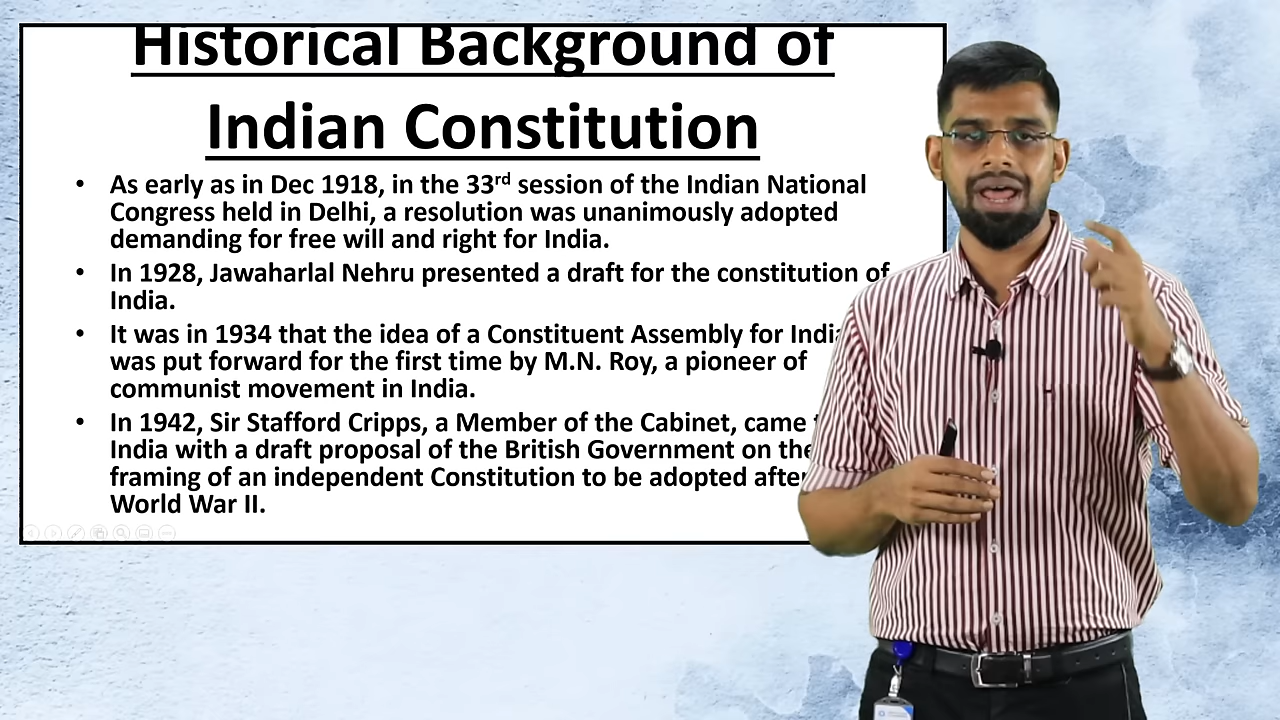 Historical Background of
Indian Constitution
• As early as in Dec 1918, in the 33rd session of the Indian National
Congress held in Delhi, a resolution was unanimously adopted
demanding for free will and right for India.
• In 1928, Jawaharlal Nehru presented a draft for the constitution of
India.
• It was in 1934 that the idea of a Constituent Assembly for India
was put forward for the first time by M.N. Roy, a pioneer of
communist movement in India.
• In 1942, Sir Stafford Cripps, a Member of the Cabinet, came
India with a draft proposal of the British Government on the
framing of an independent Constitution to be adopted after
World War II.